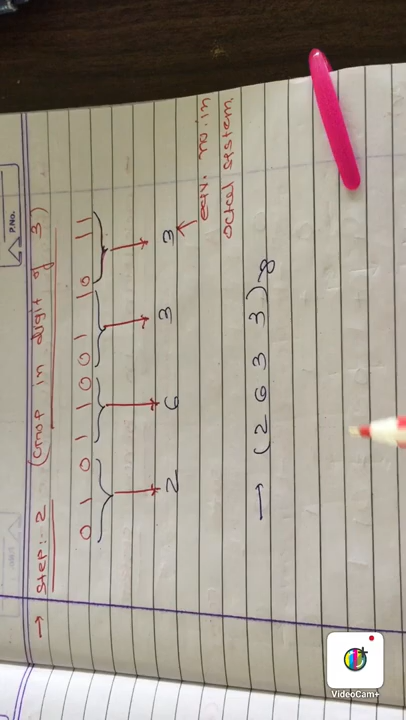 P.No.
→ Step:- 2 (Group in digit of 3)
0 1 0 1 1 0 0 1 1 0 1 1
2 6 3 3
equv. no. in
octal system
→ (2 6 3 3)8
VideoCam+